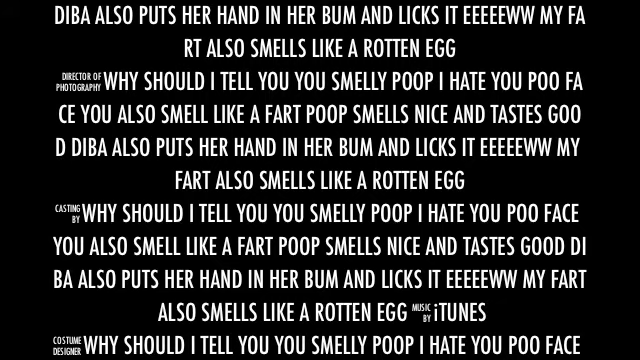 DIBA ALSO PUTS HER HAND IN HER BUM AND LICKS IT EEEEEWW MY FA
RT ALSO SMELLS LIKE A ROTTEN EGG
DIRECTOR OF PHOTOGRAPHY WHY SHOULD I TELL YOU YOU SMELLY POOP I HATE YOU POO FA
CE YOU ALSO SMELL LIKE A FART POOP SMELLS NICE AND TASTES GOO
D DIBA ALSO PUTS HER HAND IN HER BUM AND LICKS IT EEEEEWW MY
FART ALSO SMELLS LIKE A ROTTEN EGG
CASTING BY WHY SHOULD I TELL YOU YOU SMELLY POOP I HATE YOU POO FACE
YOU ALSO SMELL LIKE A FART POOP SMELLS NICE AND TASTES GOOD DI
BA ALSO PUTS HER HAND IN HER BUM AND LICKS IT EEEEEWW MY FART
ALSO SMELLS LIKE A ROTTEN EGG MUSIC BY iTUNES
COSTUME DESIGNER WHY SHOULD I TELL YOU YOU SMELLY POOP I HATE YOU POO FACE